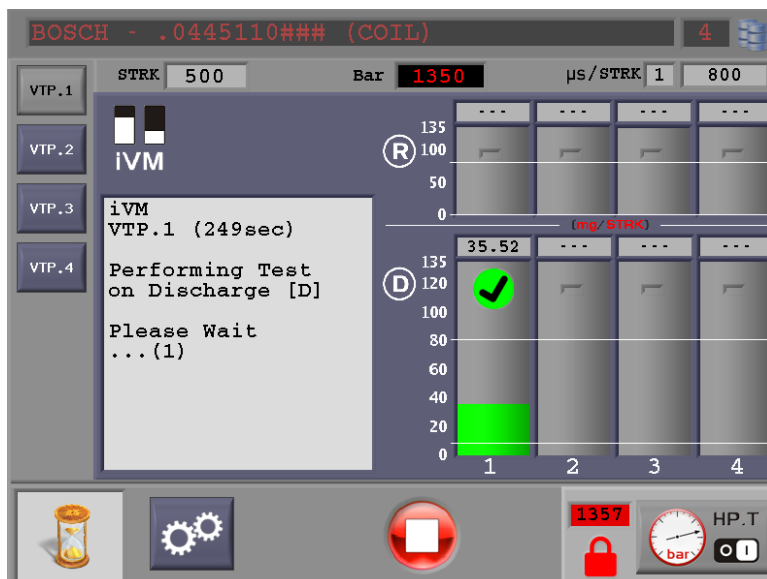 BOSCH - .0445110### (COIL) 4
VTP.1 STRK 500 Bar 1350 µs/STRK 1 800
VTP.2
VTP.3
VTP.4
iVM
iVM
VTP.1 (249sec)
Performing Test
on Discharge [D]
Please Wait
...(1)
R
--- --- --- ---
135
100
50
0
(mg/STRK)
D
35.52 --- --- ---
135
120
100
80
60
40
20
0
1 2 3 4
1357
bar
HP.T
O I